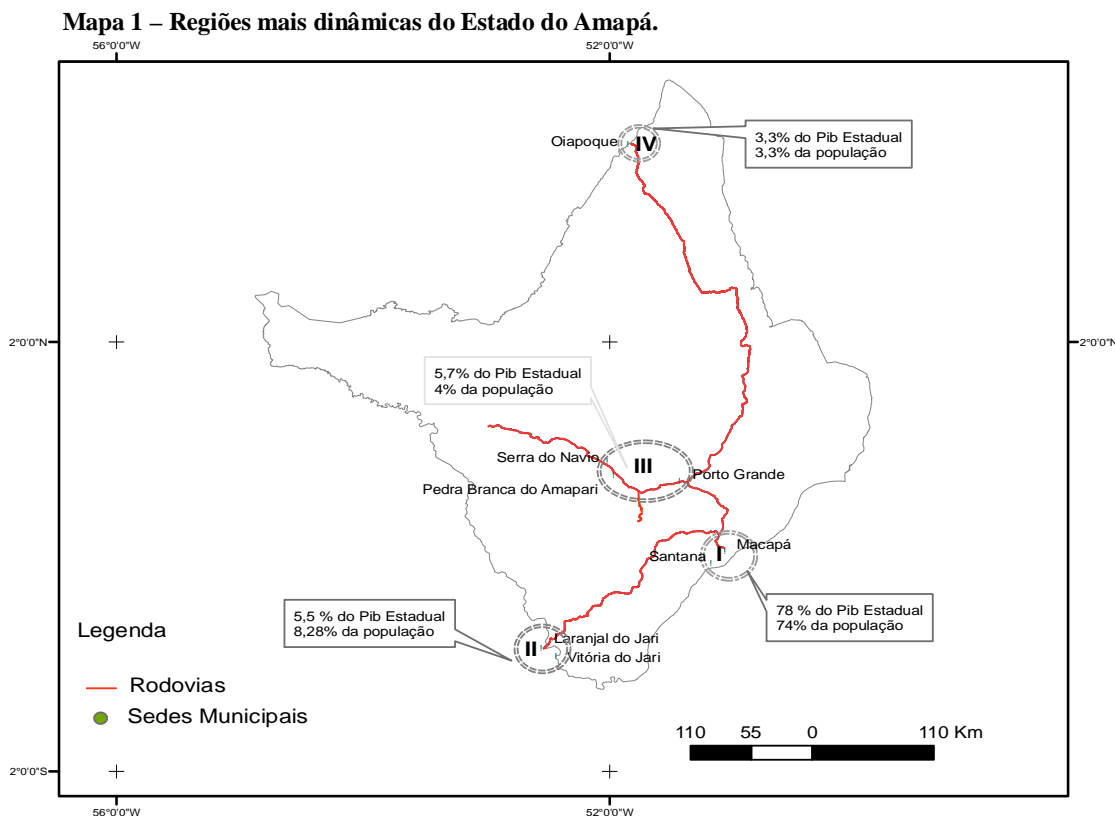 Mapa 1 – Regiões mais dinâmicas do Estado do Amapá.
56°0'0"W
52°0'0"W
Oiapoque
IV
3,3% do Pib Estadual
3,3% da população
2°0'0"N
2°0'0"N
5,7% do Pib Estadual
4% da população
Serra do Navio
III
Porto Grande
Pedra Branca do Amapari
Santana
I
Macapá
78 % do Pib Estadual
74% da população
5,5 % do Pib Estadual
8,28% da população
II
Laranjal do Jari
Vitória do Jari
Legenda
Rodovias
Sedes Municipais
110 55 0 110 Km
2°0'0"S
2°0'0"S
56°0'0"W
52°0'0"W